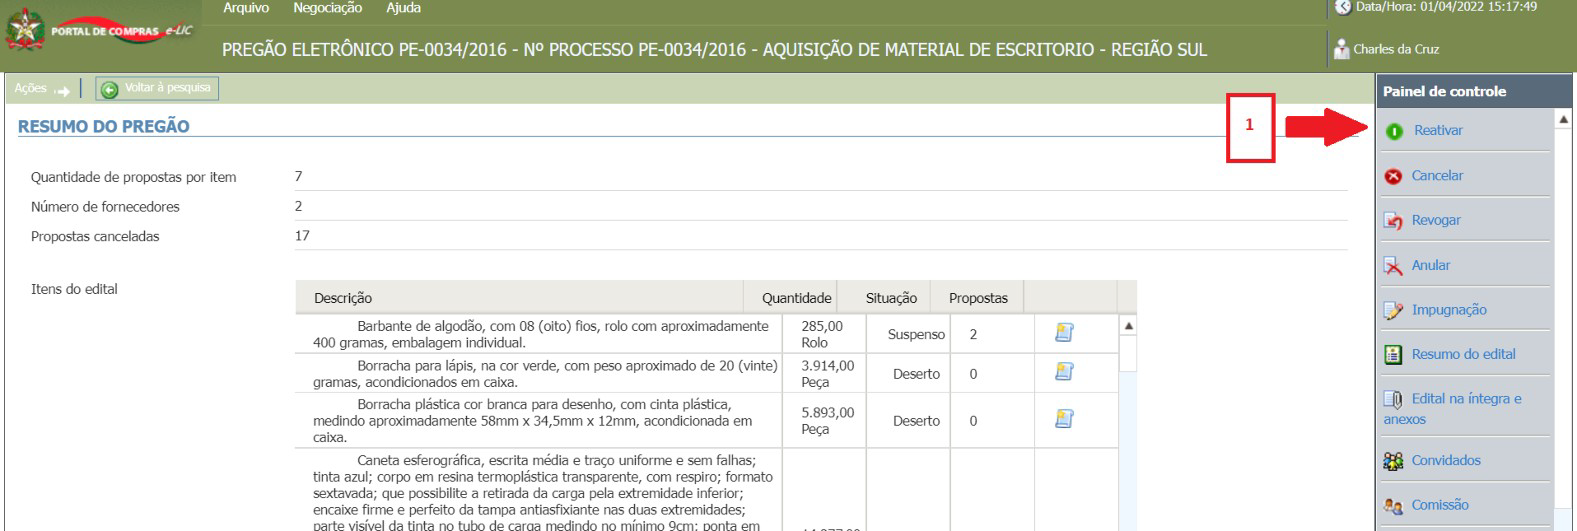 Arquivo Negociação Ajuda
Data/Hora: 01/04/2022 15:17:49
PORTAL DE COMPRAS e-LIC
PREGÃO ELETRÔNICO PE-0034/2016 - Nº PROCESSO PE-0034/2016 - AQUISIÇÃO DE MATERIAL DE ESCRITORIO - REGIÃO SUL
Charles da Cruz
Ações
Voltar à pesquisa
RESUMO DO PREGÃO
1
Quantidade de propostas por item 7
Número de fornecedores 2
Propostas canceladas 17
Itens do edital
Descrição Quantidade Situação Propostas
Barbante de algodão, com 08 (oito) fios, rolo com aproximadamente
400 gramas, embalagem individual.
285,00
Rolo
Suspenso 2
Borracha para lápis, na cor verde, com peso aproximado de 20 (vinte)
gramas, acondicionados em caixa.
3.914,00
Peça
Deserto 0
Borracha plástica cor branca para desenho, com cinta plástica,
medindo aproximadamente 58mm x 34,5mm x 12mm, acondicionada em
caixa.
5.893,00
Peça
Deserto 0
Caneta esferográfica, escrita média e traço uniforme e sem falhas;
tinta azul; corpo em resina termoplástica transparente, com respiro; formato
sextavada; que possibilite a retirada da carga pela extremidade inferior;
encaixe firme e perfeito da tampa antiasfixiante nas duas extremidades;
parte visível da tinta no tubo de carga medindo no mínimo 9cm; ponta em
Painel de controle
Reativar
Cancelar
Revogar
Anular
Impugnação
Resumo do edital
Edital na íntegra e
anexos
Convidados
Comissão